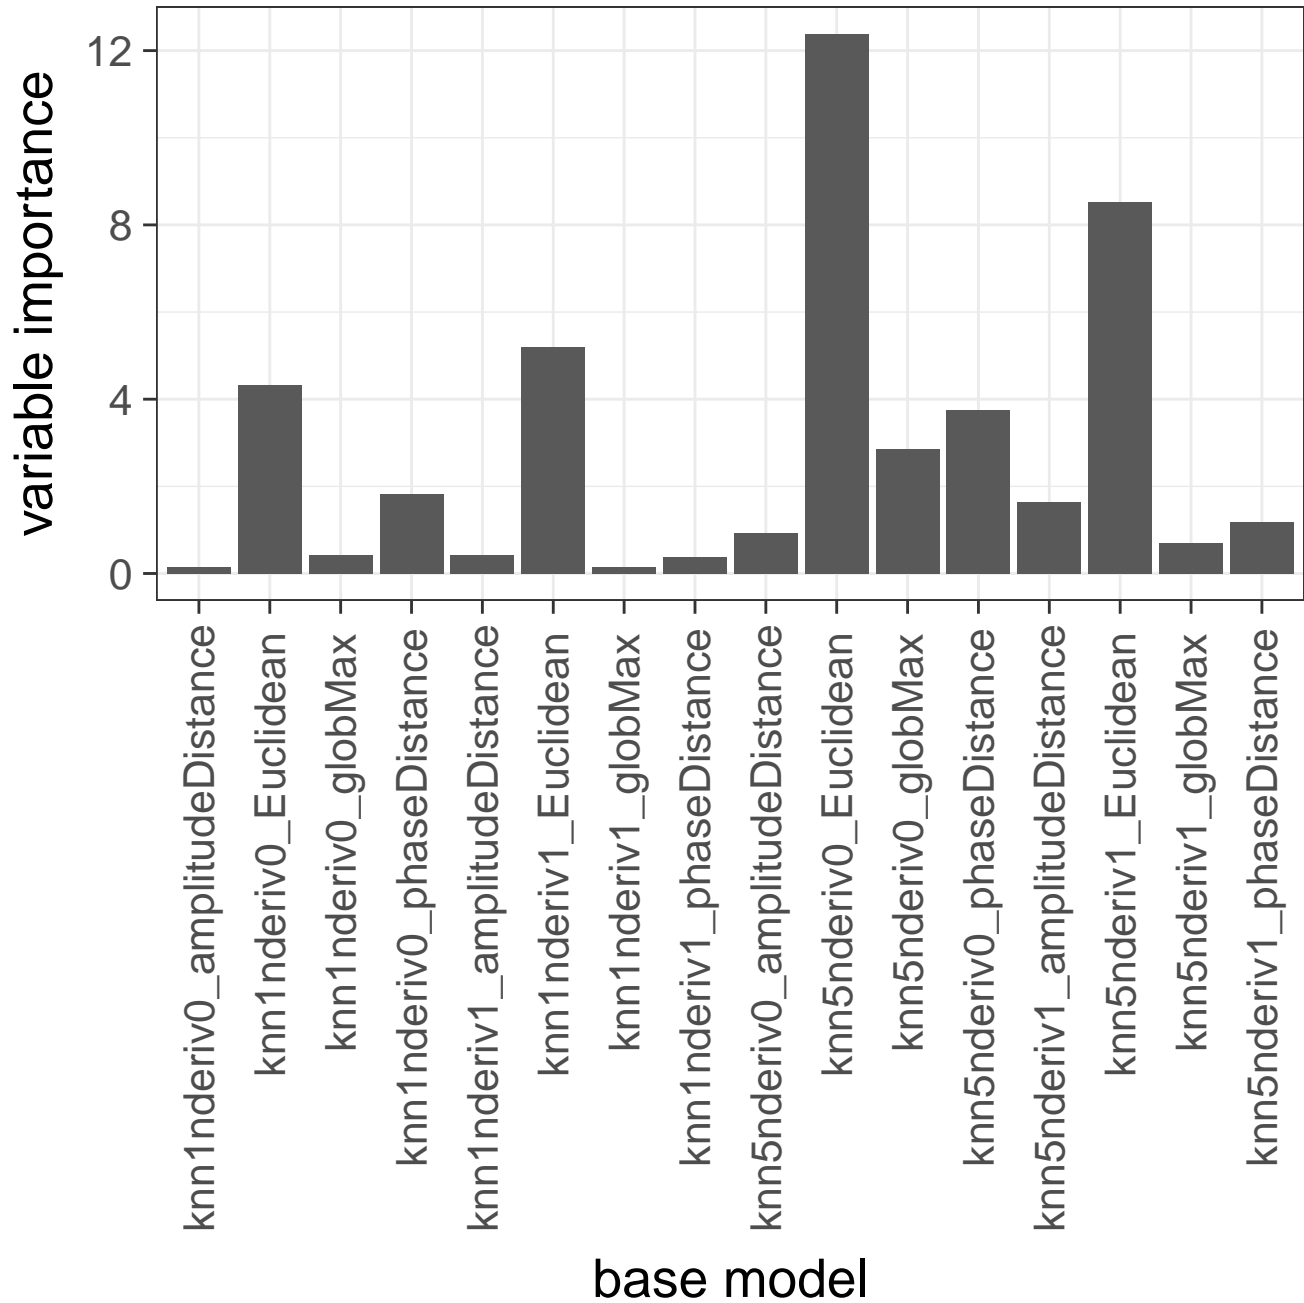 variable importance
12
8
4
0
knn1nderiv0_amplitudeDistance
knn1nderiv0_Euclidean
knn1nderiv0_globMax
knn1nderiv0_phaseDistance
knn1nderiv1_amplitudeDistance
knn1nderiv1_Euclidean
knn1nderiv1_globMax
knn1nderiv1_phaseDistance
knn5nderiv0_amplitudeDistance
knn5nderiv0_Euclidean
knn5nderiv0_globMax
knn5nderiv0_phaseDistance
knn5nderiv1_amplitudeDistance
knn5nderiv1_Euclidean
knn5nderiv1_globMax
knn5nderiv1_phaseDistance
base model